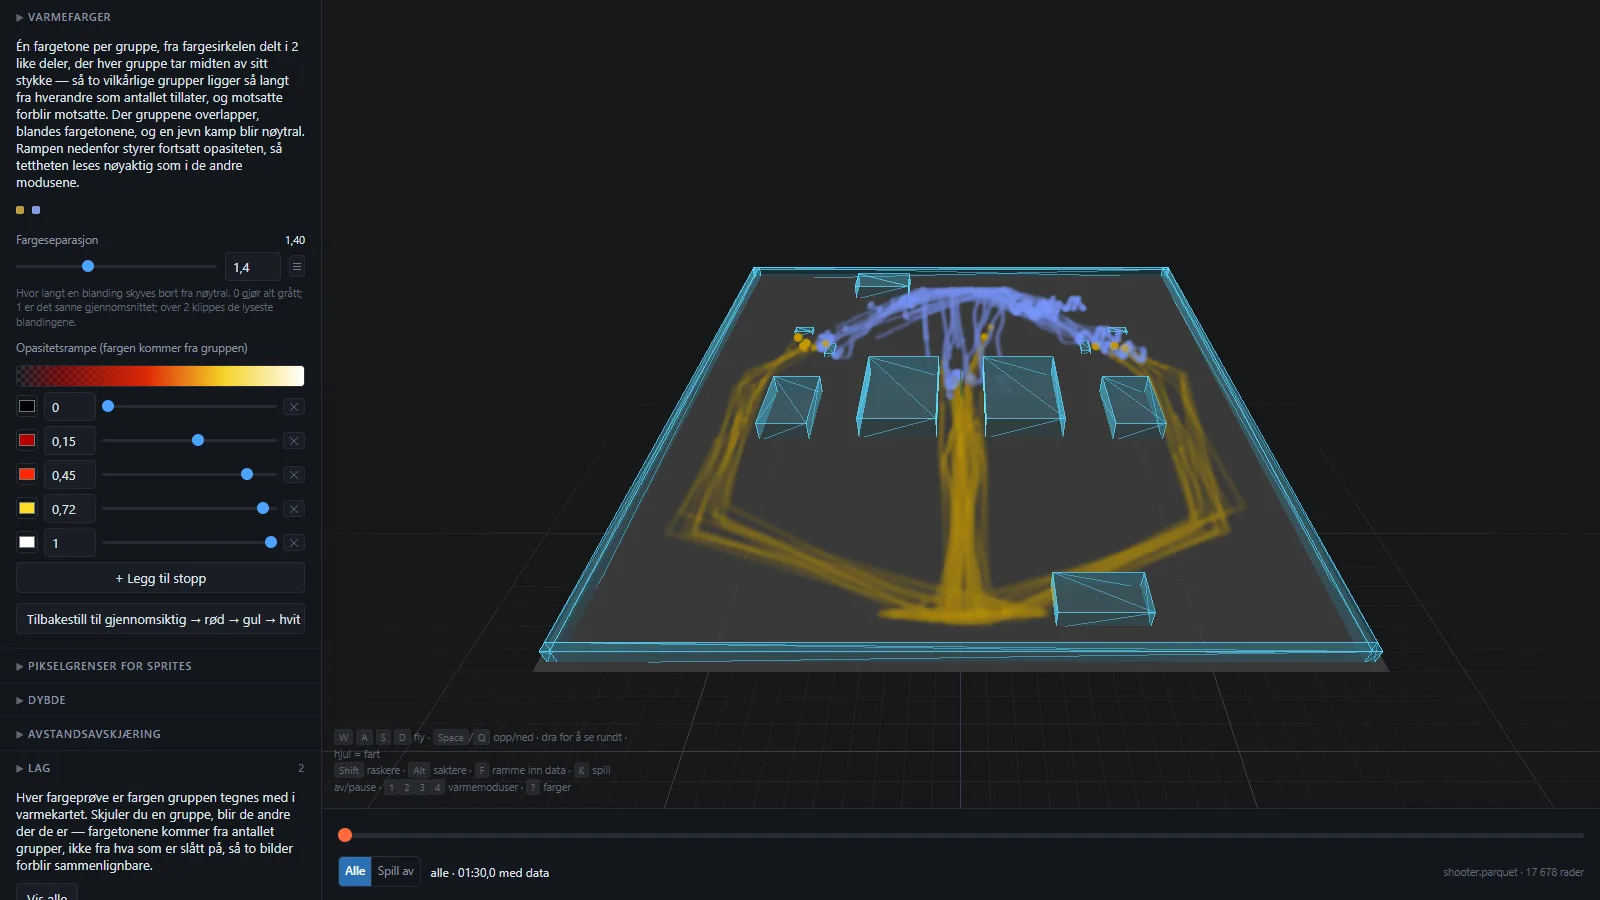 VARMEFARGER
Én fargetone per gruppe, fra fargesirkelen delt i 2
like deler, der hver gruppe tar midten av sitt
stykke — så to vilkårlige grupper ligger så langt
fra hverandre som antallet tillater, og motsatte
forblir motsatte. Der gruppene overlapper,
blandes fargetonene, og en jevn kamp blir nøytral.
Rampen nedenfor styrer fortsatt opasiteten, så
tettheten leses nøyaktig som i de andre
modusene.
Fargeseparasjon 1,40
1,4
Hvor langt en blanding skyves bort fra nøytral. 0 gjør alt grått;
1 er det sanne gjennomsnittet; over 2 klippes de lyseste
blandingene.
Opasitetsrampe (fargen kommer fra gruppen)
0
0,15
0,45
0,72
1
+ Legg til stopp
Tilbakestill til gjennomsiktig → rød → gul → hvit
PIKSELGRENSER FOR SPRITES
DYBDE
AVSTANDSAVSKJÆRING
LAG 2
Hver fargeprøve er fargen gruppen tegnes med i
varmekartet. Skjuler du en gruppe, blir de andre
der de er — fargetonene kommer fra antallet
grupper, ikke fra hva som er slått på, så to bilder
forblir sammenlignbare.
Vis alle
W A S D fly · Space / Q opp/ned · dra for å se rundt ·
hjul = fart
Shift raskere · Alt saktere · F ramme inn data · K spill
av/pause · 1 2 3 4 varmemoduser · ? farger
Alle Spill av alle · 01:30,0 med data
shooter.parquet · 17 678 rader